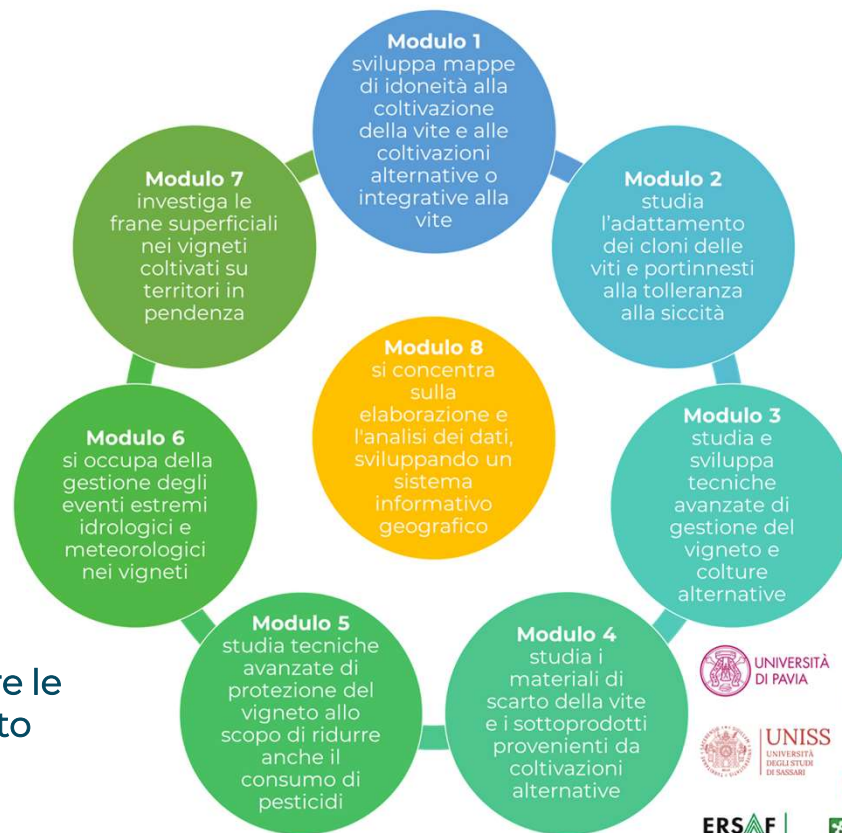 Modulo 1
sviluppa mappe
di idoneità alla
coltivazione
della vite e alle
coltivazioni
alternative o
integrative alla
vite
Modulo 2
studia
l'adattamento
dei cloni delle
viti e portinnesti
alla tolleranza
alla siccità
Modulo 3
studia e
sviluppa
tecniche
avanzate di
gestione del
vigneto e
colture
alternative
Modulo 4
studia i
materiali di
scarto della vite
e i sottoprodotti
provenienti da
coltivazioni
alternative
Modulo 5
studia tecniche
avanzate di
protezione del
vigneto allo
scopo di ridurre
anche il
consumo di
pesticidi
Modulo 6
si occupa della
gestione degli
eventi estremi
idrologici e
meteorologici
nei vigneti
Modulo 7
investiga le
frane superficiali
nei vigneti
coltivati su
territori in
pendenza
Modulo 8
si concentra
sulla
elaborazione e
l'analisi dei dati,
sviluppando un
sistema
informativo
geografico
re le
to
UNIVERSITÀ
DI PAVIA
UNISS
UNIVERSITÀ
DEGLI STUDI
DI SASSARI
ERSAF